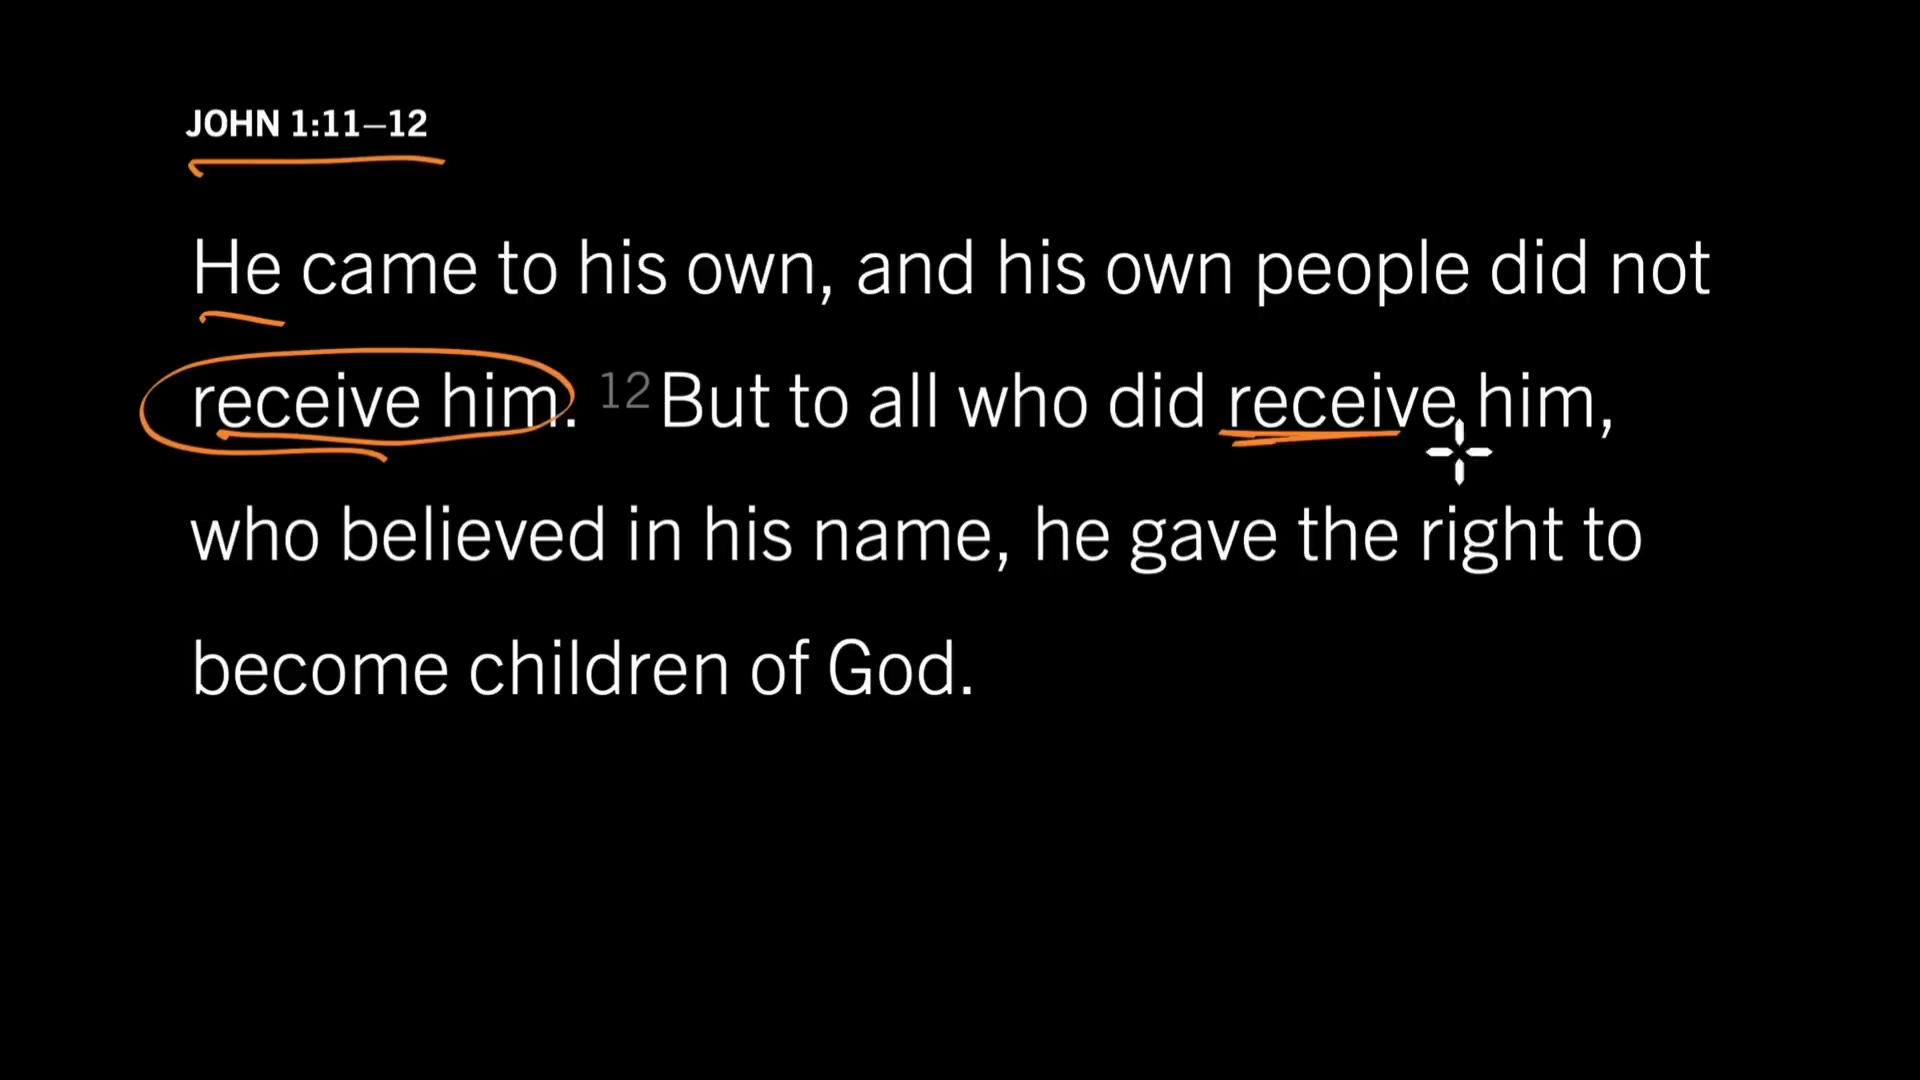 JOHN 1:11–12
He came to his own, and his own people did not
receive him. 12 But to all who did receive him,
who believed in his name, he gave the right to
become children of God.